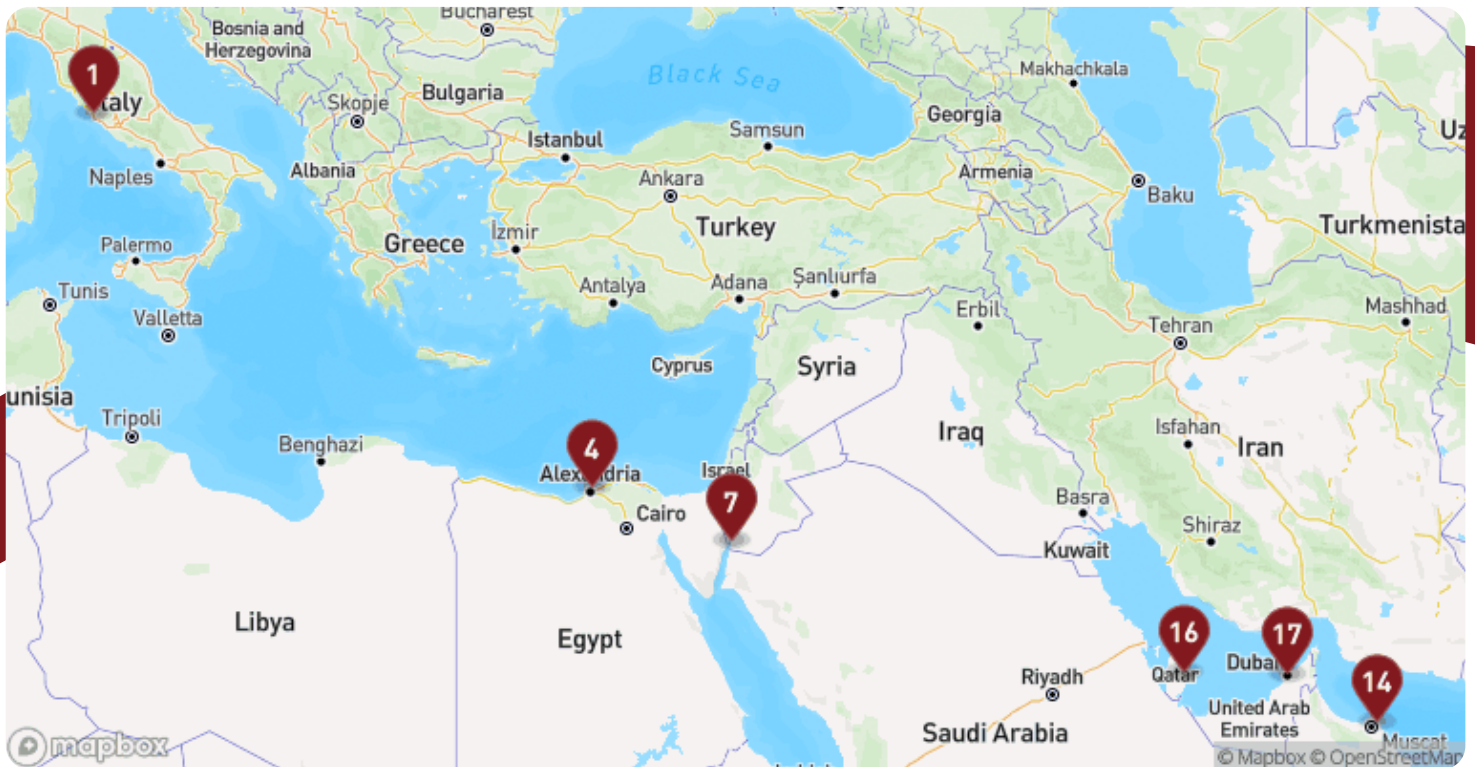 Bucharest
Bosnia and
Herzegovina
Black Sea
Makhachkala
1
taly
Skopje
Bulgaria
Georgia
Istanbul
Samsun
Uz
Naples
Albania
Ankara
Armenia
Baku
Palermo
Greece
İzmir
Turkey
Turkmenista
Tunis
Antalya
Adana
Şanlıurfa
Valletta
Erbil
Mashhad
Tehran
Cyprus
Syria
unisia
Tripoli
Benghazi
4
Iraq
Isfahan
Iran
Israel
7
Cairo
Basra
Shiraz
Kuwait
Libya
Egypt
16
17
Riyadh
Qatar
Dubai
14
United Arab
Emirates
Saudi Arabia
Muscat
mapbox
© Mapbox © OpenStreetMap